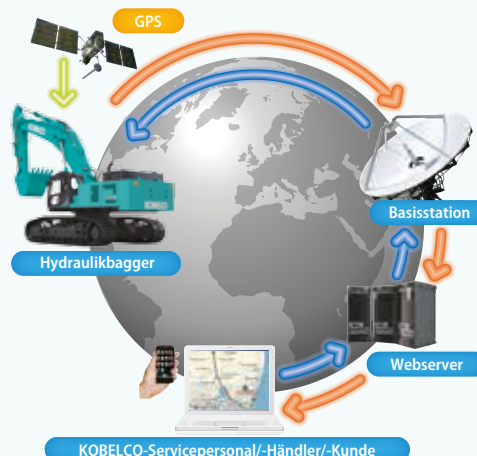 GPS
Basisstation
Hydraulikbagger
Webserver
KOBELCO-Servicepersonal/-Händler/-Kunde